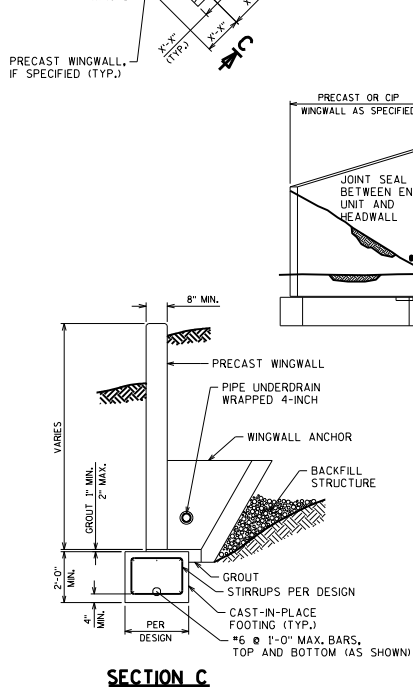 X'-X"
(TYP.)
X'-X"
C
PRECAST WINGWALL,
IF SPECIFIED (TYP.)
PRECAST OR CIP
WINGWALL AS SPECIFIED
JOINT SEAL
BETWEEN EN
UNIT AND
HEADWALL
8" MIN.
PRECAST WINGWALL
PIPE UNDERDRAIN
WRAPPED 4-INCH
WINGWALL ANCHOR
BACKFILL
STRUCTURE
VARIES
GROUT 1" MIN.
2" MAX.
2'-0"
MIN.
4"
MIN.
PER
DESIGN
GROUT
STIRRUPS PER DESIGN
CAST-IN-PLACE
FOOTING (TYP.)
#6 @ 1'-0" MAX. BARS,
TOP AND BOTTOM (AS SHOWN)
SECTION C